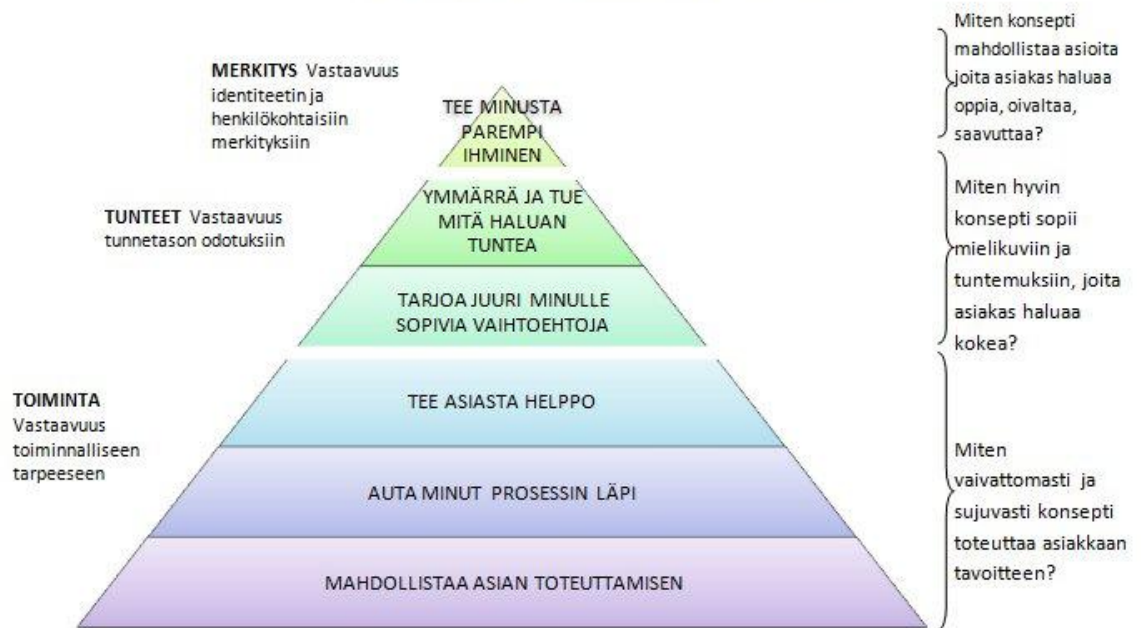 MERKITYS Vastaavuus
identiteetin ja
henkilökohtaisiin
merkityksiin
TUNTEET Vastaavuus
tunnetason odotuksiin
TOIMINTA
Vastaavuus
toiminnalliseen
tarpeeseen
TEE MINUSTA
PAREMPI
IHMINEN
YMMÄRRÄ JA TUE
MITÄ HALUAN
TUNTEA
TARJOA JUURI MINULLE
SOPIVIA VAIHTOEHTOJA
TEE ASIASTA HELPPO
AUTA MINUT PROSESSIN LÄPI
MAHDOLLISTAA ASIAN TOTEUTTAMISEN
Miten konsepti
mahdollistaa asioita
joita asiakas haluaa
oppia, oivaltaa,
saavuttaa?
Miten hyvin
konsepti sopii
mielikuviin ja
tuntemuksiin, joita
asiakas haluaa
kokea?
Miten
vaivattomasti ja
sujuvasti konsepti
toteuttaa asiakkaan
tavoitteen?